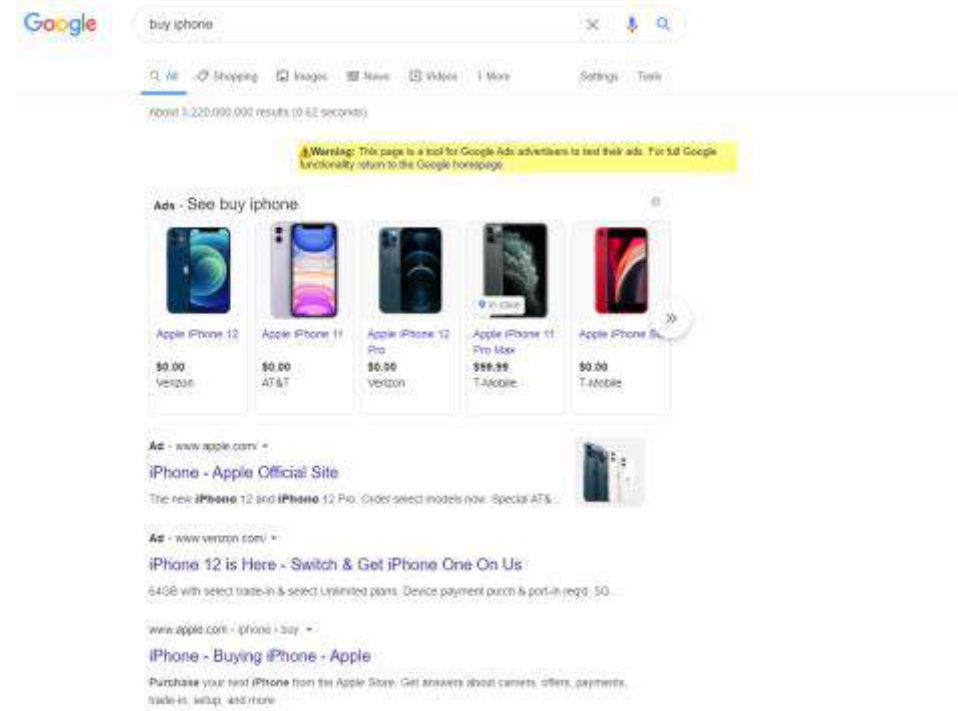 Google
buy iphone
All Shopping Images News Videos More Settings Tools
About 5,220,000,000 results (0.62 seconds)
Warning: This page is a tool for Google Ads advertisers to test their ads. For full Google
functionality return to the Google homepage.
Ads · See buy iphone
Apple iPhone 12
$0.00
Verizon
Apple iPhone 11
$0.00
AT&T
Apple iPhone 12
Pro
$0.00
Verizon
In store
Apple iPhone 11
Pro Max
$99.99
T-Mobile
Apple iPhone
$0.00
T-Mobile
Ad · www.apple.com/
iPhone - Apple Official Site
The new iPhone 12 and iPhone 12 Pro. Order select models now. Special AT&...
Ad · www.verizon.com/
iPhone 12 is Here - Switch & Get iPhone One On Us
64GB with select trade-in & select Unlimited plans. Device payment purch & port-in req'd. 5G...
www.apple.com › iphone › buy
iPhone - Buying iPhone - Apple
Purchase your next iPhone from the Apple Store. Get answers about carriers, offers, payments,
trade-in, setup, and more.